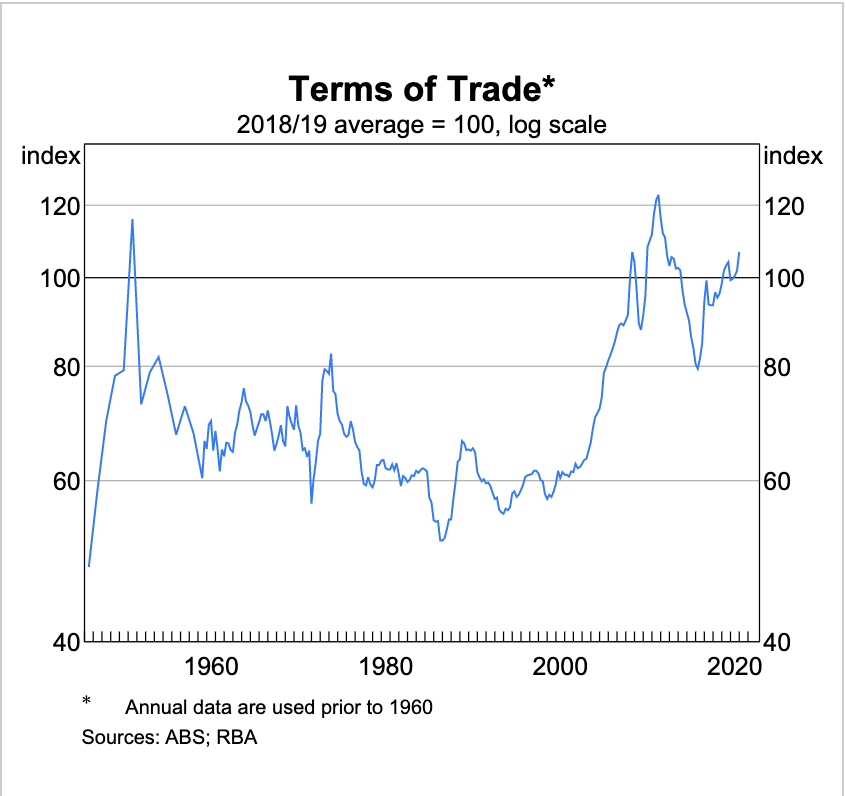 Terms of Trade*
2018/19 average = 100, log scale
index index
120 120
100 100
80 80
60 60
40 40
1960 1980 2000 2020
* Annual data are used prior to 1960
Sources: ABS; RBA